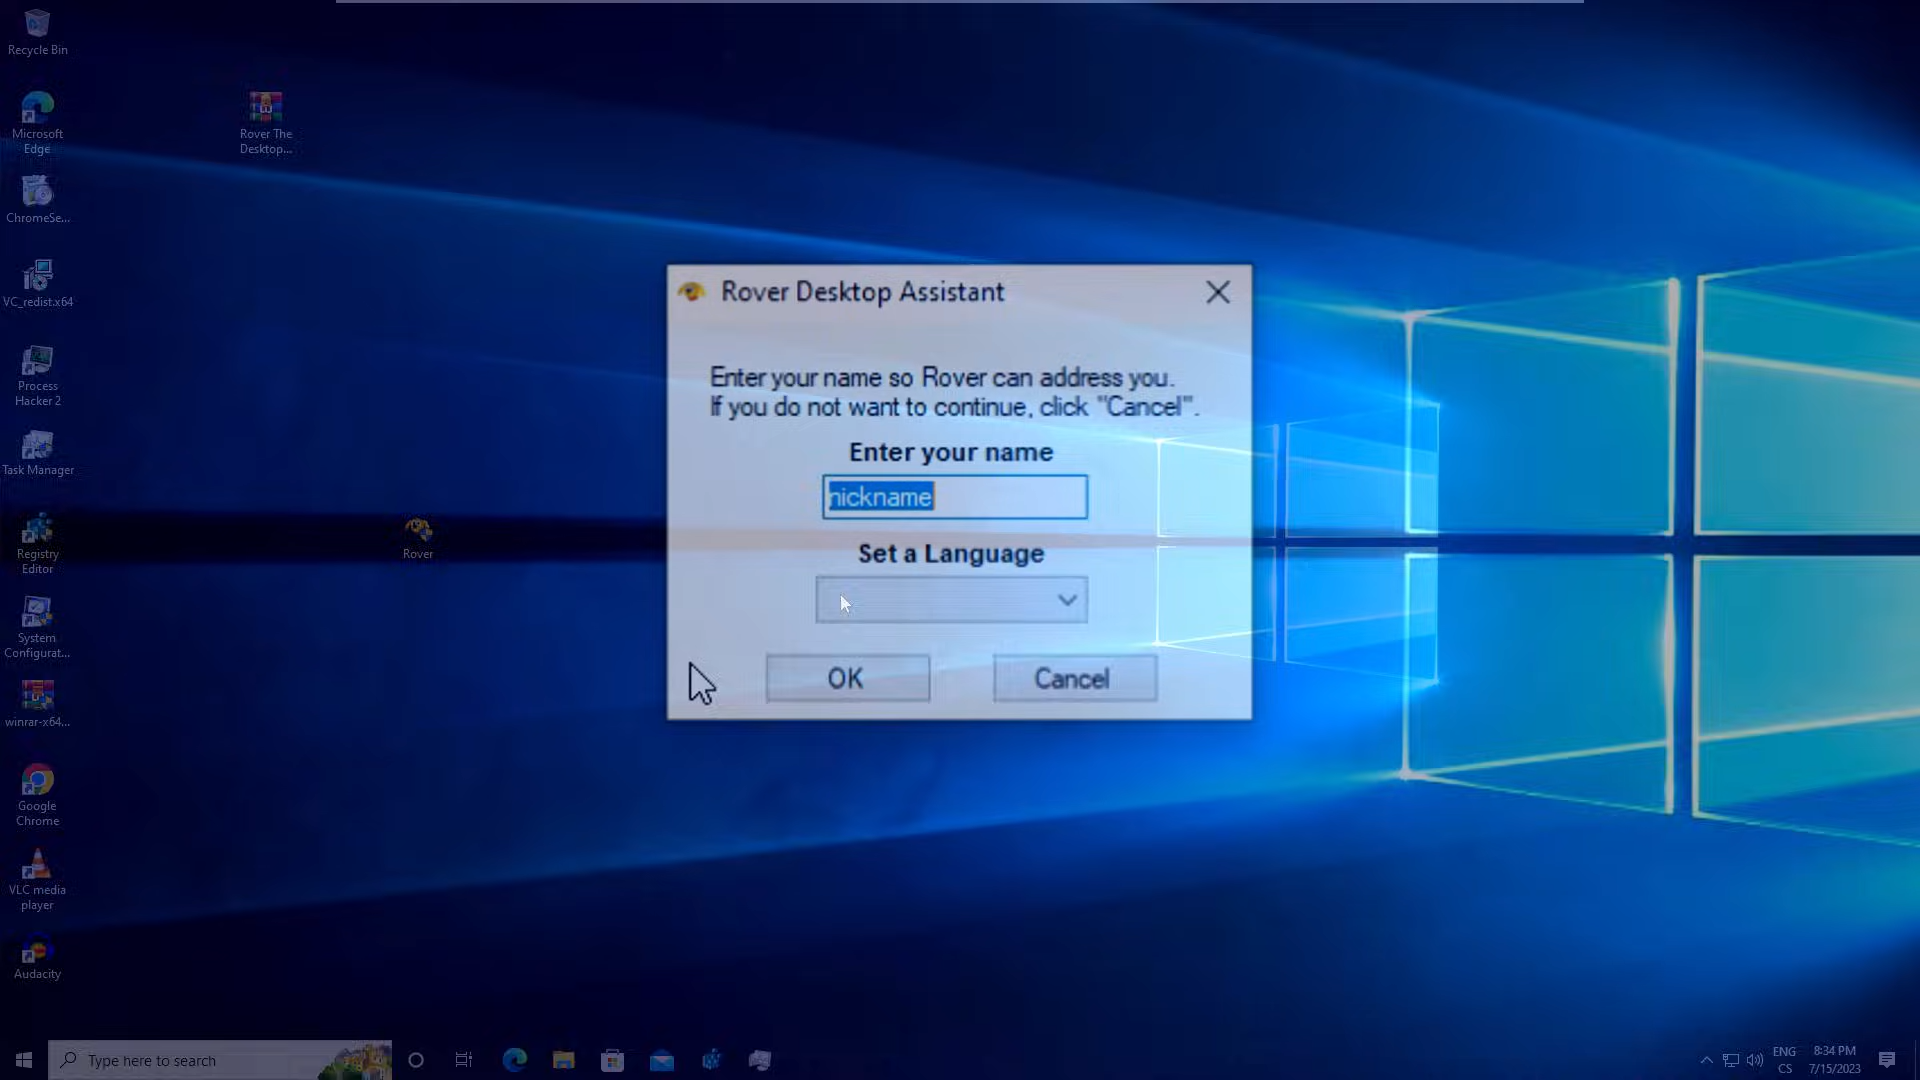 Recycle Bin
Microsoft
Edge
Rover The
Desktop...
ChromeSe...
VC_redist.x64
Process
Hacker 2
Task Manager
Registry
Editor
Rover
System
Configurat...
winrar-x64...
Google
Chrome
VLC media
player
Audacity
Rover Desktop Assistant
Enter your name so Rover can address you.
If you do not want to continue, click "Cancel".
Enter your name
nickname
Set a Language
OK
Cancel
Type here to search
ENG
CS
8:34 PM
7/15/2023